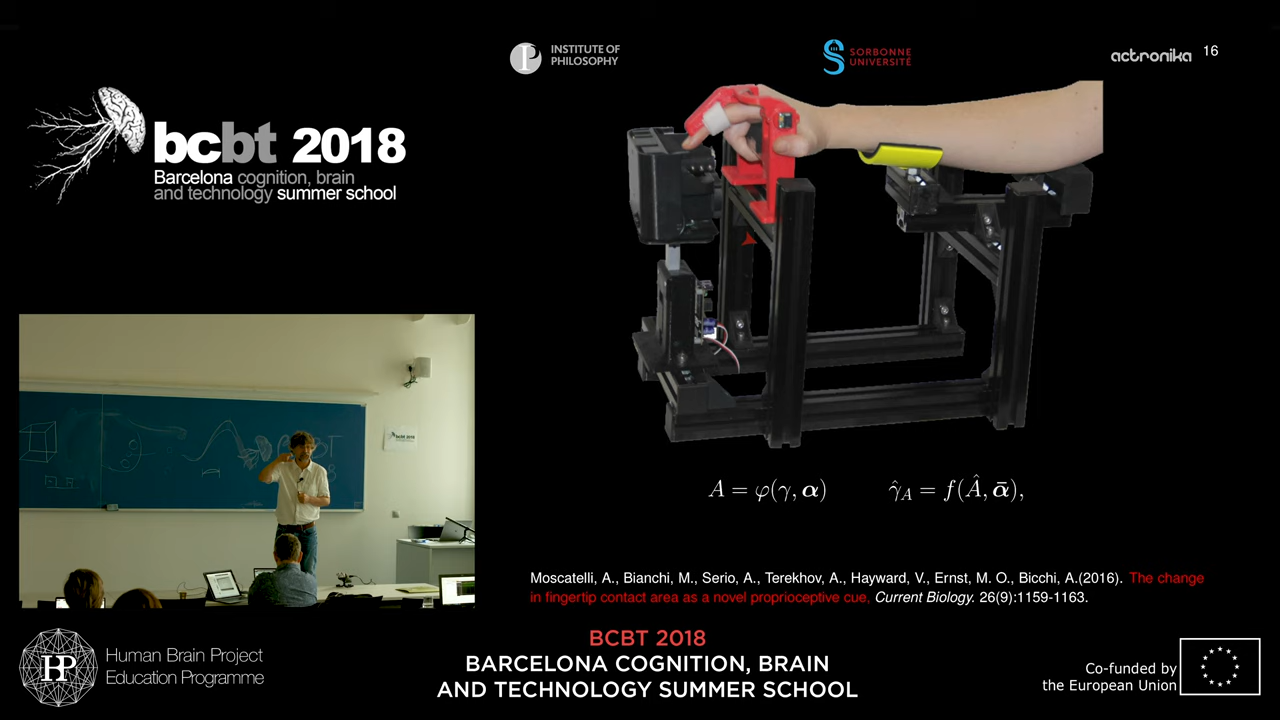 INSTITUTE OF
PHILOSOPHY
SORBONNE
UNIVERSITÉ
actronika
16
bcbt 2018
Barcelona cognition, brain
and technology summer school
A = φ(γ, α)
γ̂_A = f(Â, ᾱ),
Moscatelli, A., Bianchi, M., Serio, A., Terekhov, A., Hayward, V., Ernst, M. O., Bicchi, A.(2016). The change
in fingertip contact area as a novel proprioceptive cue, Current Biology. 26(9):1159-1163.
HP
Human Brain Project
Education Programme
BCBT 2018
BARCELONA COGNITION, BRAIN
AND TECHNOLOGY SUMMER SCHOOL
Co-funded by
the European Union